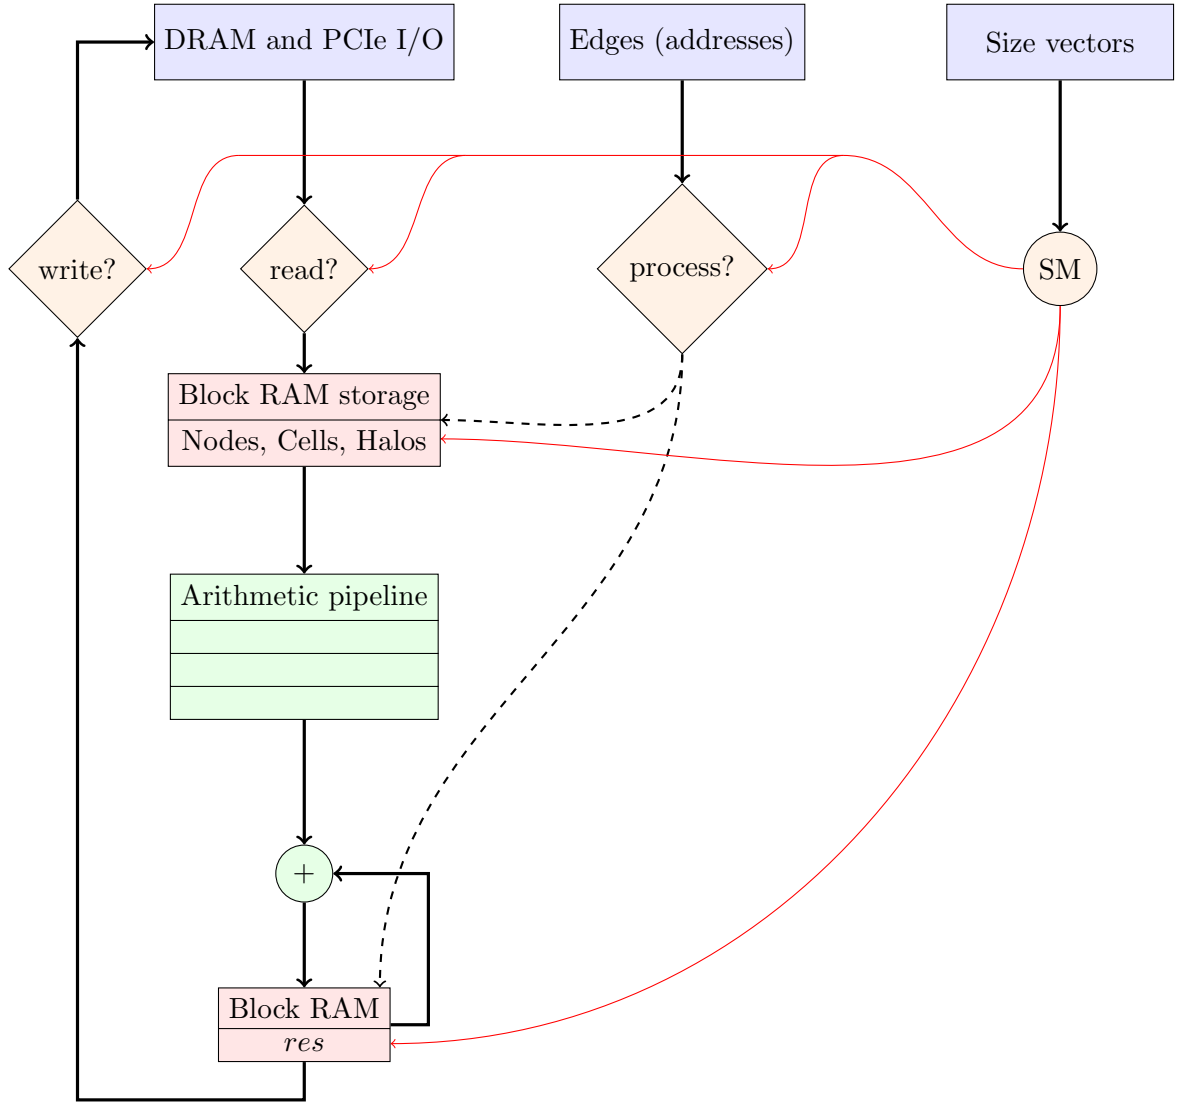 DRAM and PCIe I/O
Edges (addresses)
Size vectors
write?
read?
process?
SM
Block RAM storage
Nodes, Cells, Halos
Arithmetic pipeline
+
Block RAM
res